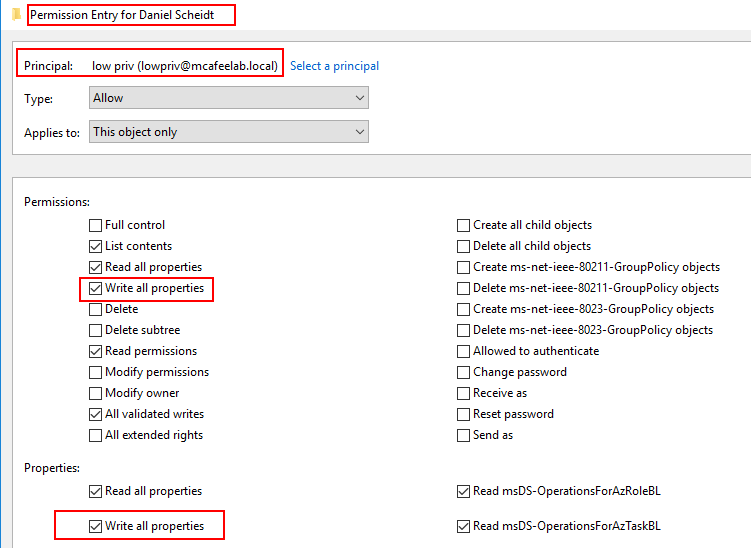 Permission Entry for Daniel Scheidt
Principal: low priv (lowpriv@mcafeelab.local) Select a principal
Type: Allow
Applies to: This object only
Permissions:
Full control
List contents
Read all properties
Write all properties
Delete
Delete subtree
Read permissions
Modify permissions
Modify owner
All validated writes
All extended rights
Create all child objects
Delete all child objects
Create ms-net-ieee-80211-GroupPolicy objects
Delete ms-net-ieee-80211-GroupPolicy objects
Create ms-net-ieee-8023-GroupPolicy objects
Delete ms-net-ieee-8023-GroupPolicy objects
Allowed to authenticate
Change password
Receive as
Reset password
Send as
Properties:
Read all properties
Write all properties
Read msDS-OperationsForAzRoleBL
Read msDS-OperationsForAzTaskBL